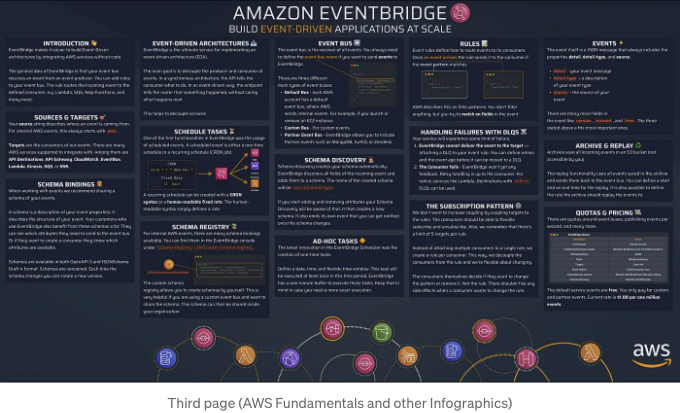 AMAZON EVENTBRIDGE
BUILD EVENT-DRIVEN APPLICATIONS AT SCALE
INTRODUCTION
EventBridge makes it easier to build Event-Driven
architectures by integrating AWS services without code.
The general idea of EventBridge is that your event bus
receives an event from an event producer. You can add rules
to your event bus. The rule routes the incoming event to the
defined consumer, e.g. Lambda, SQS, Step Functions, and
many more.
SOURCES & TARGETS
Your source string describes where an event is coming from.
For internal AWS events, this always starts with
Targets are the consumers of your events. There are many
AWS services supported to integrate with. Among them are
API Destinations, API Gateway, CloudWatch, EventBus,
Lambda, Kinesis, SQS, or SNS.
SCHEMA BINDINGS
When working with events we recommend sharing a
schema of your events.
A schema is a description of your event properties. It
describes the structure of your event. Your customers who
use EventBridge also benefit from these schemas a lot. They
can see which attributes they need to send to the event bus.
Or if they want to create a consumer they know which
attributes are available.
Schemas are available in both OpenAPI 3 and JSONSchema
Draft 4 format. Schemas are versioned. Each time the
schema changes you can create a new version.
EVENT-DRIVEN ARCHITECTURES
EventBridge is the ultimate service for implementing an
event-driven architecture (EDA).
The main goal is to decouple the producers and consumers of
events. In a synchronous architecture, the API tells the
consumer what to do. In an event-driven way, the endpoint
tells the router that something happened, without caring
what happens next.
This helps to decouple services
SCHEDULE TASKS
One of the first functionalities in EventBridge was the usage
of scheduled events. A scheduled event is either a one-time
schedule or a recurring schedule (CRON job).
CRON
Fixed Rate
A recurring schedule can be created with a CRON
syntax or a human-readable fixed rate. The human-
readable syntax simply defines a rate.
SCHEMA REGISTRY
For internal AWS events, there are many schema bindings
available. You can find them in the EventBridge console
under
The custom schema
registry allows you to create schemas by yourself. This is
very helpful if you are using a custom event bus and want to
share the schema. This schema can then be shared inside
your organization
EVENT BUS
The event bus is the receiver of all events. You always need
to define the event bus name if you want to send events to
EventBridge.
There are three different
main types of event buses:
• Default Bus - each AWS
account has a default
event bus, where AWS
sends internal events. For example, if you launch or
remove an EC2 instance.
• Custom Bus - For custom events.
• Partner Event Bus - EventBridge allows you to include
Partner events such as MongoDB, Auth0, or Zendesk.
SCHEMA DISCOVERY
Schema discovery creates your schema automatically.
EventBridge discovers all fields of the incoming event and
adds them to a schema. The name of the created schema
will be
If you start adding and removing attributes your Schema
Discovery will be aware of that. It then creates a new
schema. It also emits its own event that you can get notified
once the schema changes.
AD-HOC TASKS
The latest innovation in the EventBridge Scheduler was the
creation of one-time tasks.
Define a date, time, and flexible time window. This task will
be executed at least once in this time period. EventBridge
has a one minute buffer to execute these tasks. Keep that in
mind in case you need a more exact execution.
RULES
Event rules define how to route events to its consumers.
Once an event arrives the rule sends it to the consumer if
the event pattern matches.
AWS describes this as filter patterns. You don't filter
anything, but you try to match on fields in the event.
HANDLING FAILURES WITH DLQS
Your service will experience some kind of failure.
1. EventBridge cannot deliver the event to the target -
attaching a DLQ to your event rule. You can define retries
until the event age before it can be moved to a DLQ.
2. The Consumer fails - EventBridge won't get any
feedback. Retry handling is up to the consumer. For
native services like Lambda, Destinations with
DLQs can be used.
THE SUBSCRIPTION PATTERN
We don't want to increase coupling by coupling targets to
the rules. The consumers should be able to flexible
subscribe and unsubscribe. Also, we remember that there's
a limit of 5 targets per rule.
Instead of attaching multiple consumers to a single rule, we
create a rule per consumer. This way, we decouple the
consumers from the rule and we're flexible about changing.
The consumers themselves decide if they want to change
the pattern or remove it. Not the rule. There shouldn't be any
side effects when a consumer wants to change the rule.
EVENTS
The event itself is a JSON message that always includes the
properties detail, detail-type, and source.
• detail - your event message
• detail-type - a description
of your event type
• source - the source of your
event
There are many more fields in
the event like version, account, and time. The three
stated above are the most important ones.
ARCHIVE & REPLAY
Archive saves all incoming events in an S3 bucket (not
accessible by you).
The replay functionality uses all events saved in the archive
and sends them back to the event bus. You can define a start
and an end time for the replay. It is also possible to define
the rule the archive should replay the events to.
QUOTAS & PRICING
There are quotas around event buses, publishing events per
second, and many more.
The default service events are free. You only pay for custom
and partner events. Current rate is $1.00 per one million
events.
aws
Third page (AWS Fundamentals and other Infographics)